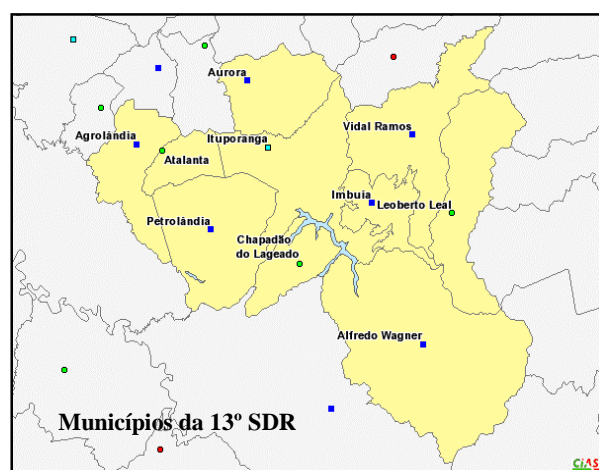 Aurora
Vidal Ramos
Agrolândia
Ituporanga
Atalanta
Imbuia
Leoberto Leal
Petrolândia
Chapadão
do Lageado
Alfredo Wagner
Municípios da 13º SDR
CiAS